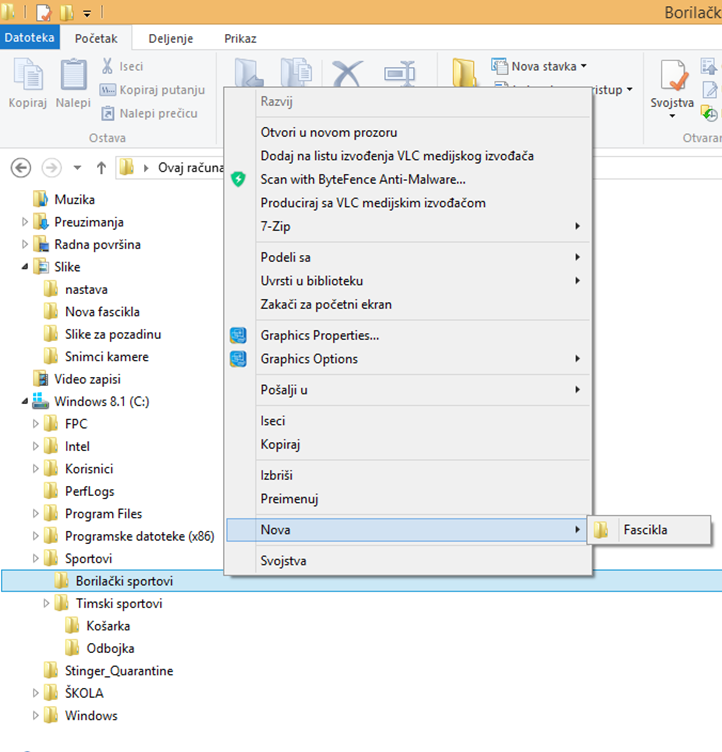 Borilačk
Datoteka Početak Deljenje Prikaz
Kopiraj
Nalepi
Iseci
Kopiraj putanju
Nalepi prečicu
Ostava
Nova stavka
istup
Svojstva
Otvaran
Ovaj računa
Muzika
Preuzimanja
Radna površina
Slike
nastava
Nova fascikla
Slike za pozadinu
Snimci kamere
Video zapisi
Windows 8.1 (C:)
FPC
Intel
Korisnici
PerfLogs
Program Files
Programske datoteke (x86)
Sportovi
Borilački sportovi
Timski sportovi
Košarka
Odbojka
Stinger_Quarantine
ŠKOLA
Windows
Razvij
Otvori u novom prozoru
Dodaj na listu izvođenja VLC medijskog izvođača
Scan with ByteFence Anti-Malware...
Produciraj sa VLC medijskim izvođačom
7-Zip
Podeli sa
Uvrsti u biblioteku
Zakači za početni ekran
Graphics Properties...
Graphics Options
Pošalji u
Iseci
Kopiraj
Izbriši
Preimenuj
Nova
Svojstva
Fascikla